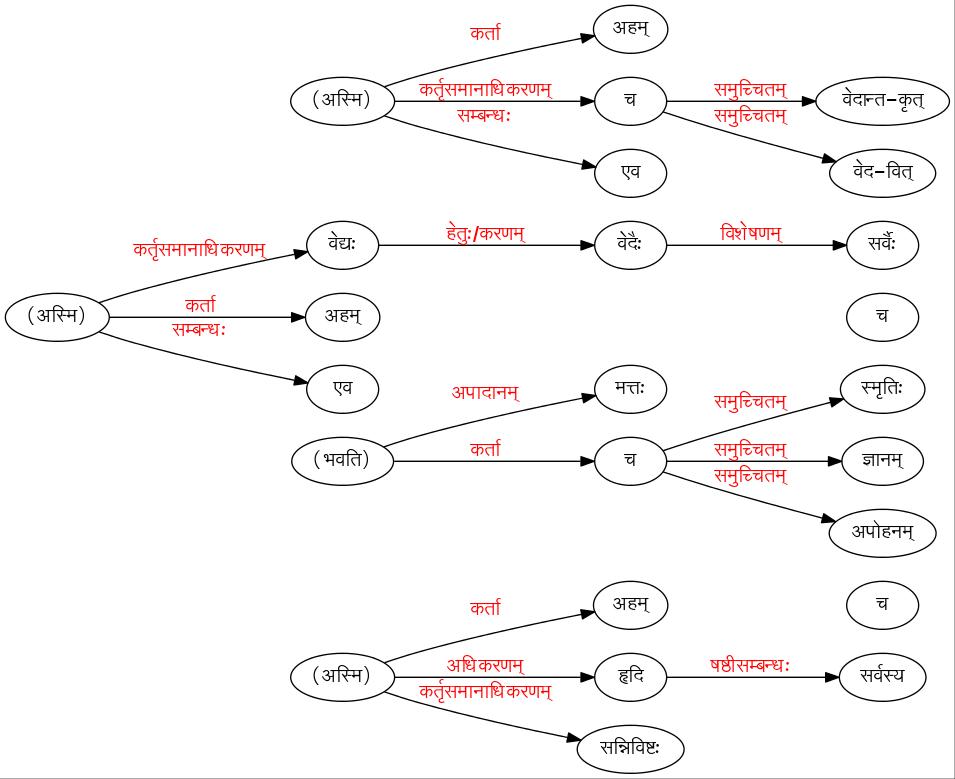 कर्ता
अहम्
(अस्मि)
कर्तृसमानाधिकरणम्
सम्बन्धः
च
समुच्चितम्
समुच्चितम्
वेदान्त-कृत्
एव
वेद-वित्
कर्तृसमानाधिकरणम्
वेद्यः
हेतुः/करणम्
वेदैः
विशेषणम्
सर्वैः
(अस्मि)
कर्ता
सम्बन्धः
अहम्
च
एव
अपादानम्
मत्तः
समुच्चितम्
स्मृतिः
(भवति)
कर्ता
च
समुच्चितम्
समुच्चितम्
ज्ञानम्
अपोहनम्
कर्ता
अहम्
च
(अस्मि)
अधिकरणम्
कर्तृसमानाधिकरणम्
हृदि
षष्ठीसम्बन्धः
सर्वस्य
सन्निविष्टः